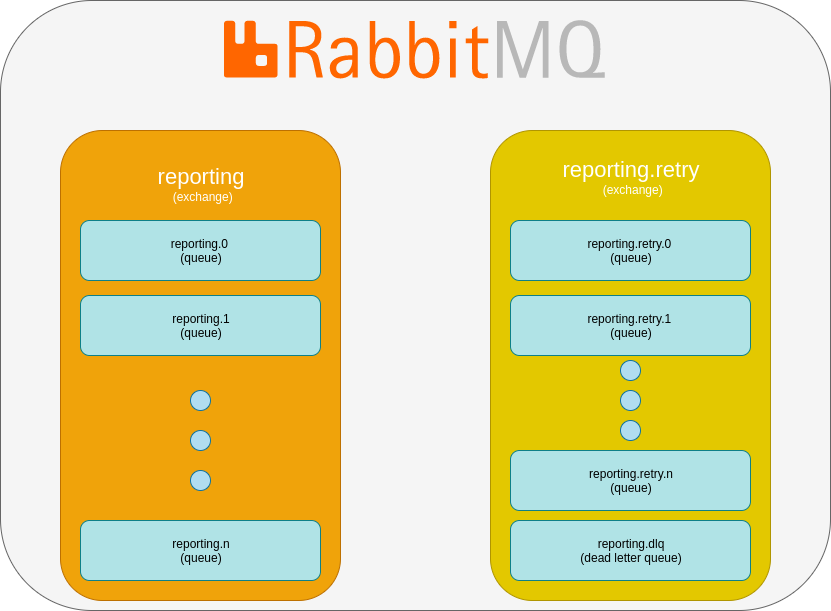 RabbitMQ
reporting
(exchange)
reporting.0
(queue)
reporting.1
(queue)
reporting.n
(queue)
reporting.retry
(exchange)
reporting.retry.0
(queue)
reporting.retry.1
(queue)
reporting.retry.n
(queue)
reporting.dlq
(dead letter queue)